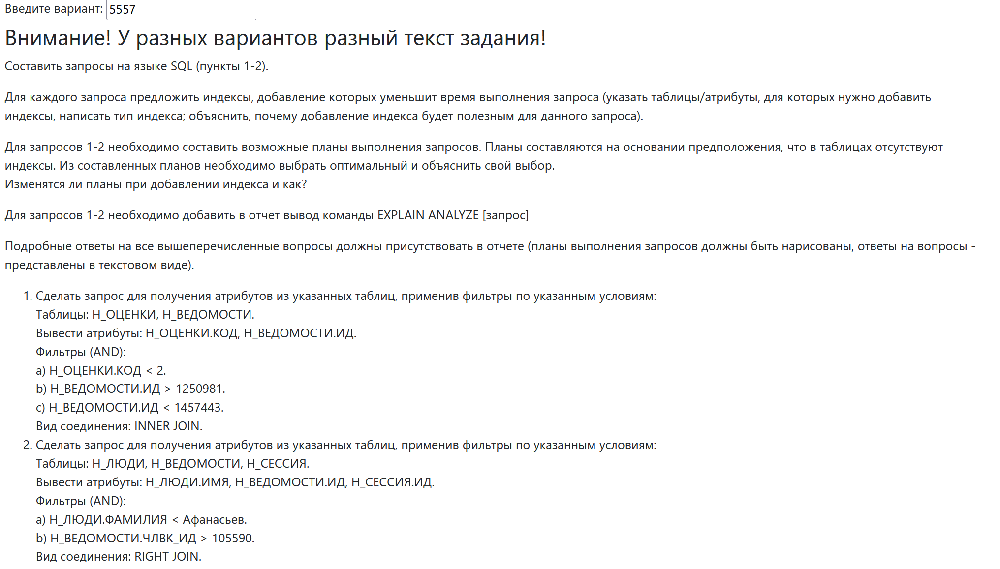 Введите вариант: 5557
Внимание! У разных вариантов разный текст задания!
Составить запросы на языке SQL (пункты 1-2).
Для каждого запроса предложить индексы, добавление которых уменьшит время выполнения запроса (указать таблицы/атрибуты, для которых нужно добавить
индексы, написать тип индекса; объяснить, почему добавление индекса будет полезным для данного запроса).
Для запросов 1-2 необходимо составить возможные планы выполнения запросов. Планы составляются на основании предположения, что в таблицах отсутствуют
индексы. Из составленных планов необходимо выбрать оптимальный и объяснить свой выбор.
Изменятся ли планы при добавлении индекса и как?
Для запросов 1-2 необходимо добавить в отчет вывод команды EXPLAIN ANALYZE [запрос]
Подробные ответы на все вышеперечисленные вопросы должны присутствовать в отчете (планы выполнения запросов должны быть нарисованы, ответы на вопросы -
представлены в текстовом виде).
1. Сделать запрос для получения атрибутов из указанных таблиц, применив фильтры по указанным условиям:
Таблицы: Н_ОЦЕНКИ, Н_ВЕДОМОСТИ.
Вывести атрибуты: Н_ОЦЕНКИ.КОД, Н_ВЕДОМОСТИ.ИД.
Фильтры (AND):
a) Н_ОЦЕНКИ.КОД < 2.
b) Н_ВЕДОМОСТИ.ИД > 1250981.
c) Н_ВЕДОМОСТИ.ИД < 1457443.
Вид соединения: INNER JOIN.
2. Сделать запрос для получения атрибутов из указанных таблиц, применив фильтры по указанным условиям:
Таблицы: Н_ЛЮДИ, Н_ВЕДОМОСТИ, Н_СЕССИЯ.
Вывести атрибуты: Н_ЛЮДИ.ИМЯ, Н_ВЕДОМОСТИ.ИД, Н_СЕССИЯ.ИД.
Фильтры (AND):
a) Н_ЛЮДИ.ФАМИЛИЯ < Афанасьев.
b) Н_ВЕДОМОСТИ.ЧЛВК_ИД > 105590.
Вид соединения: RIGHT JOIN.